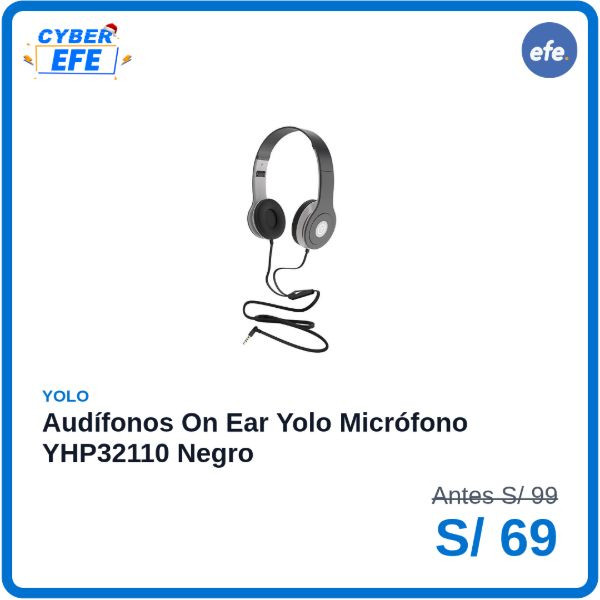 CYBER
EFE
efe.
YOLO
Audífonos On Ear Yolo Micrófono
YHP32110 Negro
Antes S/ 99
S/ 69